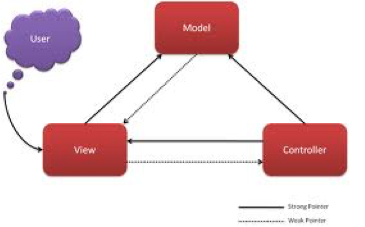 User
Model
View
Controller
Strong Pointer
Weak Pointer